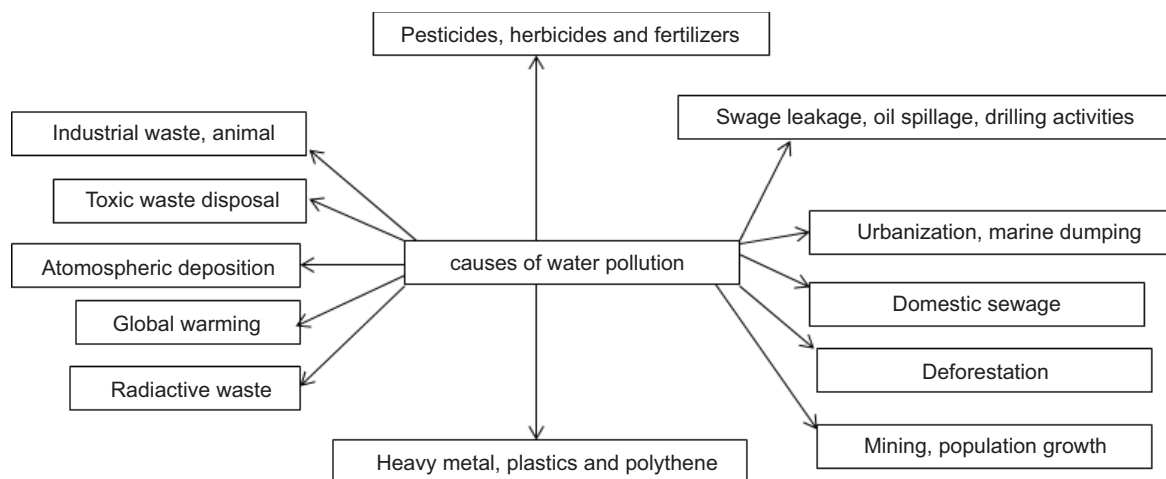 Pesticides, herbicides and fertilizers
Swage leakage, oil spillage, drilling activities
Industrial waste, animal
Toxic waste disposal
Urbanization, marine dumping
Atomospheric deposition
causes of water pollution
Domestic sewage
Global warming
Deforestation
Radiactive waste
Mining, population growth
Heavy metal, plastics and polythene